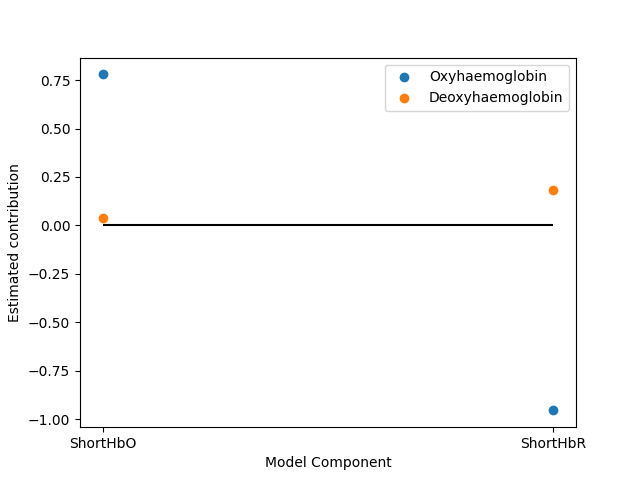 Oxyhaemoglobin
Deoxyhaemoglobin
Estimated contribution
0.75
0.50
0.25
0.00
−0.25
−0.50
−0.75
−1.00
ShortHbO ShortHbR
Model Component